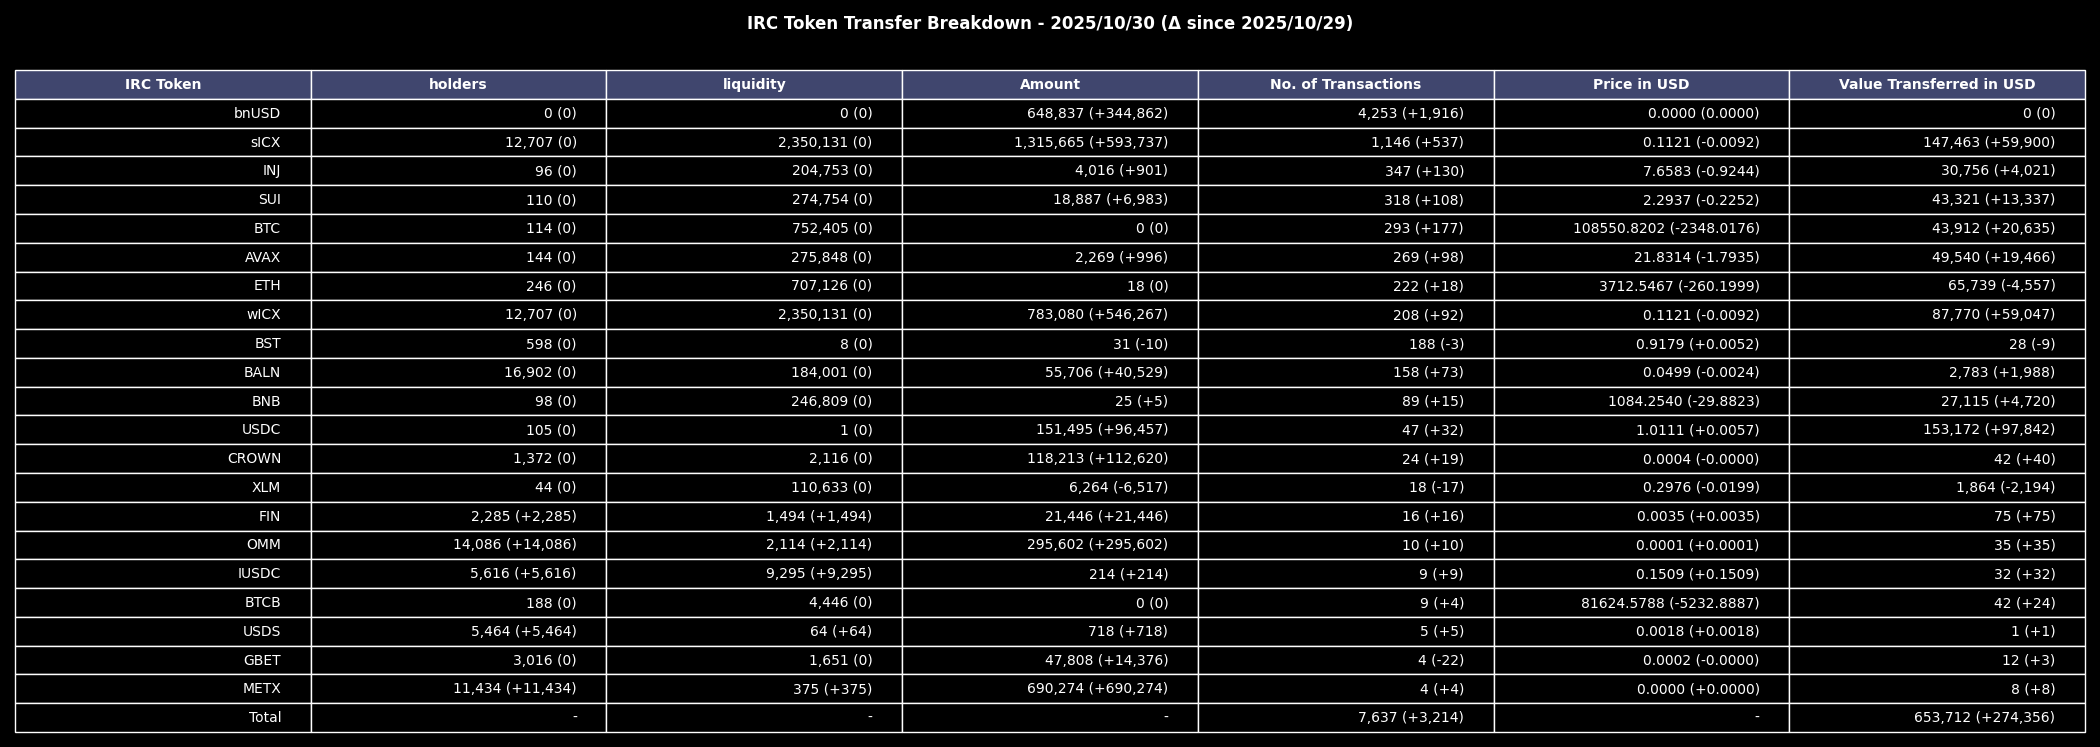 IRC Token Transfer Breakdown - 2025/10/30 (Δ since 2025/10/29)
IRC Token holders liquidity Amount No. of Transactions Price in USD Value Transferred in USD
bnUSD 0 (0) 0 (0) 648,837 (+344,862) 4,253 (+1,916) 0.0000 (0.0000) 0 (0)
sICX 12,707 (0) 2,350,131 (0) 1,315,665 (+593,737) 1,146 (+537) 0.1121 (-0.0092) 147,463 (+59,900)
INJ 96 (0) 204,753 (0) 4,016 (+901) 347 (+130) 7.6583 (-0.9244) 30,756 (+4,021)
SUI 110 (0) 274,754 (0) 18,887 (+6,983) 318 (+108) 2.2937 (-0.2252) 43,321 (+13,337)
BTC 114 (0) 752,405 (0) 0 (0) 293 (+177) 108550.8202 (-2348.0176) 43,912 (+20,635)
AVAX 144 (0) 275,848 (0) 2,269 (+996) 269 (+98) 21.8314 (-1.7935) 49,540 (+19,466)
ETH 246 (0) 707,126 (0) 18 (0) 222 (+18) 3712.5467 (-260.1999) 65,739 (-4,557)
wICX 12,707 (0) 2,350,131 (0) 783,080 (+546,267) 208 (+92) 0.1121 (-0.0092) 87,770 (+59,047)
BST 598 (0) 8 (0) 31 (-10) 188 (-3) 0.9179 (+0.0052) 28 (-9)
BALN 16,902 (0) 184,001 (0) 55,706 (+40,529) 158 (+73) 0.0499 (-0.0024) 2,783 (+1,988)
BNB 98 (0) 246,809 (0) 25 (+5) 89 (+15) 1084.2540 (-29.8823) 27,115 (+4,720)
USDC 105 (0) 1 (0) 151,495 (+96,457) 47 (+32) 1.0111 (+0.0057) 153,172 (+97,842)
CROWN 1,372 (0) 2,116 (0) 118,213 (+112,620) 24 (+19) 0.0004 (-0.0000) 42 (+40)
XLM 44 (0) 110,633 (0) 6,264 (-6,517) 18 (-17) 0.2976 (-0.0199) 1,864 (-2,194)
FIN 2,285 (+2,285) 1,494 (+1,494) 21,446 (+21,446) 16 (+16) 0.0035 (+0.0035) 75 (+75)
OMM 14,086 (+14,086) 2,114 (+2,114) 295,602 (+295,602) 10 (+10) 0.0001 (+0.0001) 35 (+35)
IUSDC 5,616 (+5,616) 9,295 (+9,295) 214 (+214) 9 (+9) 0.1509 (+0.1509) 32 (+32)
BTCB 188 (0) 4,446 (0) 0 (0) 9 (+4) 81624.5788 (-5232.8887) 42 (+24)
USDS 5,464 (+5,464) 64 (+64) 718 (+718) 5 (+5) 0.0018 (+0.0018) 1 (+1)
GBET 3,016 (0) 1,651 (0) 47,808 (+14,376) 4 (-22) 0.0002 (-0.0000) 12 (+3)
METX 11,434 (+11,434) 375 (+375) 690,274 (+690,274) 4 (+4) 0.0000 (+0.0000) 8 (+8)
Total - - - 7,637 (+3,214) - 653,712 (+274,356)